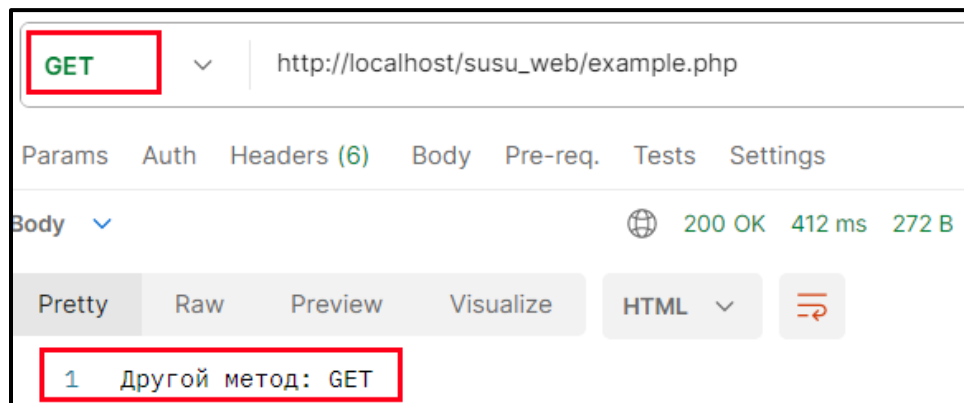 GET http://localhost/susu_web/example.php
Params Auth Headers (6) Body Pre-req. Tests Settings
Body 200 OK 412 ms 272 B
Pretty Raw Preview Visualize HTML
1 Другой метод: GET